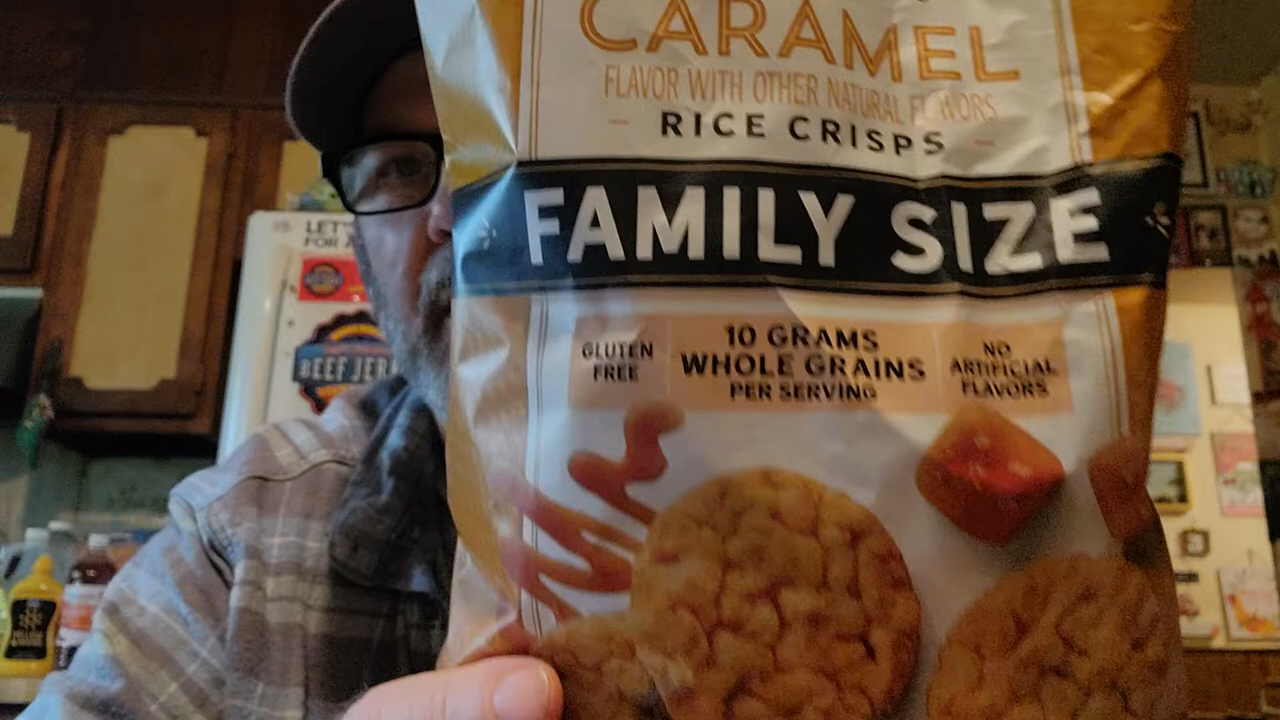 CARAMEL
FLAVOR WITH OTHER NATURAL FLAVORS
RICE CRISPS
FAMILY SIZE
GLUTEN
FREE
10 GRAMS
WHOLE GRAINS
PER SERVING
NO
ARTIFICIAL
FLAVORS
LET'S
FOR A
BEEF JER